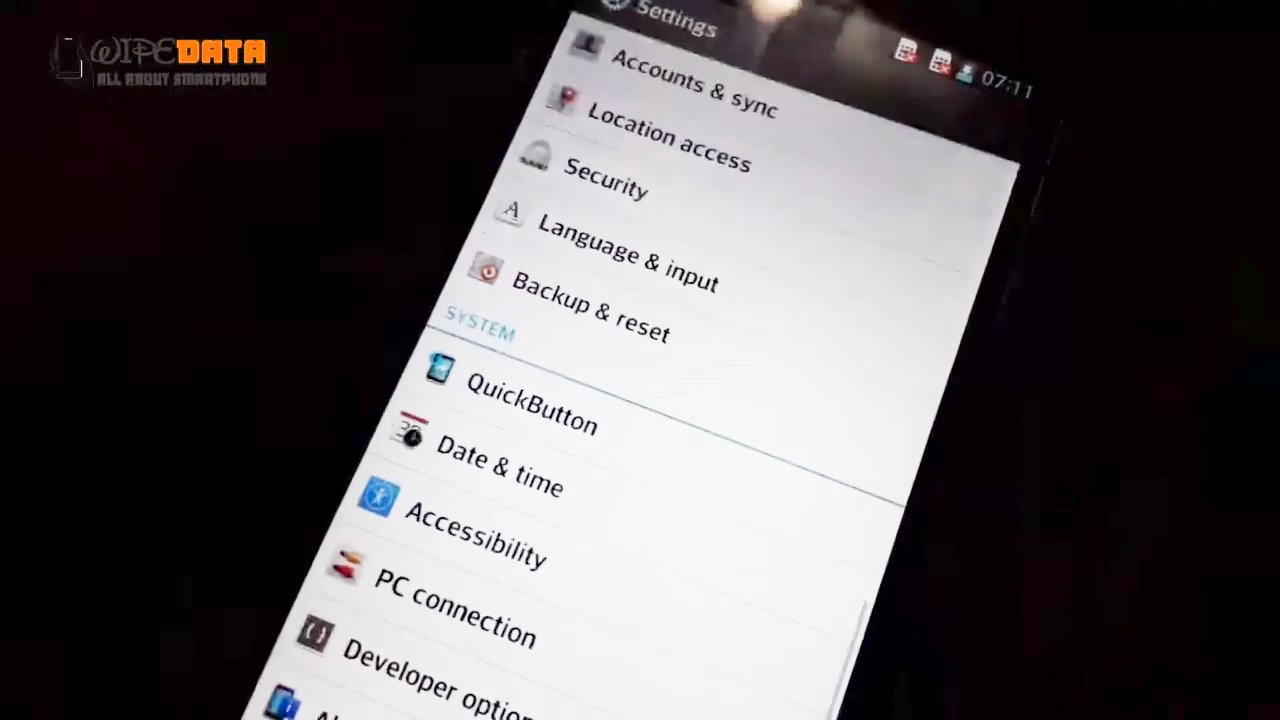 WIPEDATA
ALL ABOUT SMARTPHONE
Settings
07:11
Accounts & sync
Location access
Security
Language & input
Backup & reset
SYSTEM
QuickButton
Date & time
Accessibility
PC connection
Developer